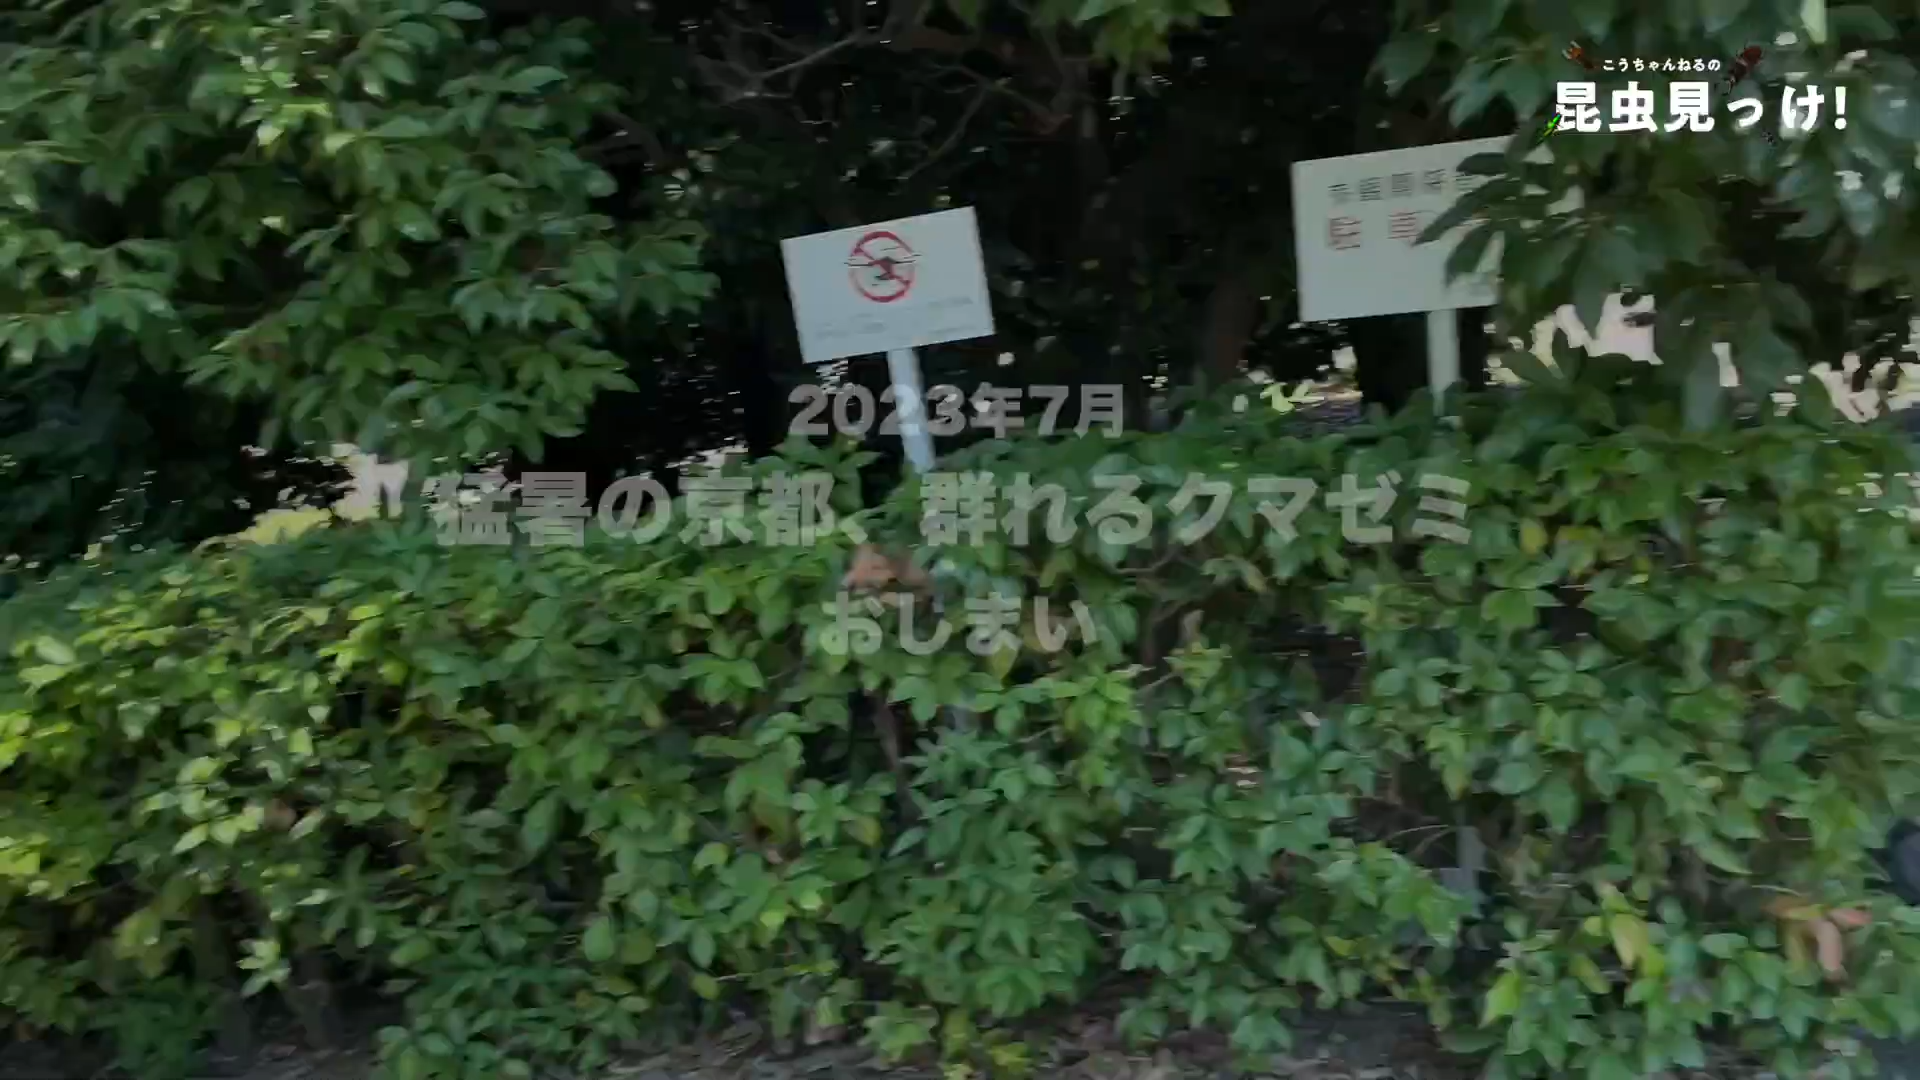 こうちゃんねるの
昆虫見っけ!
2023年7月
猛暑の京都、群れるクマゼミ
おしまい